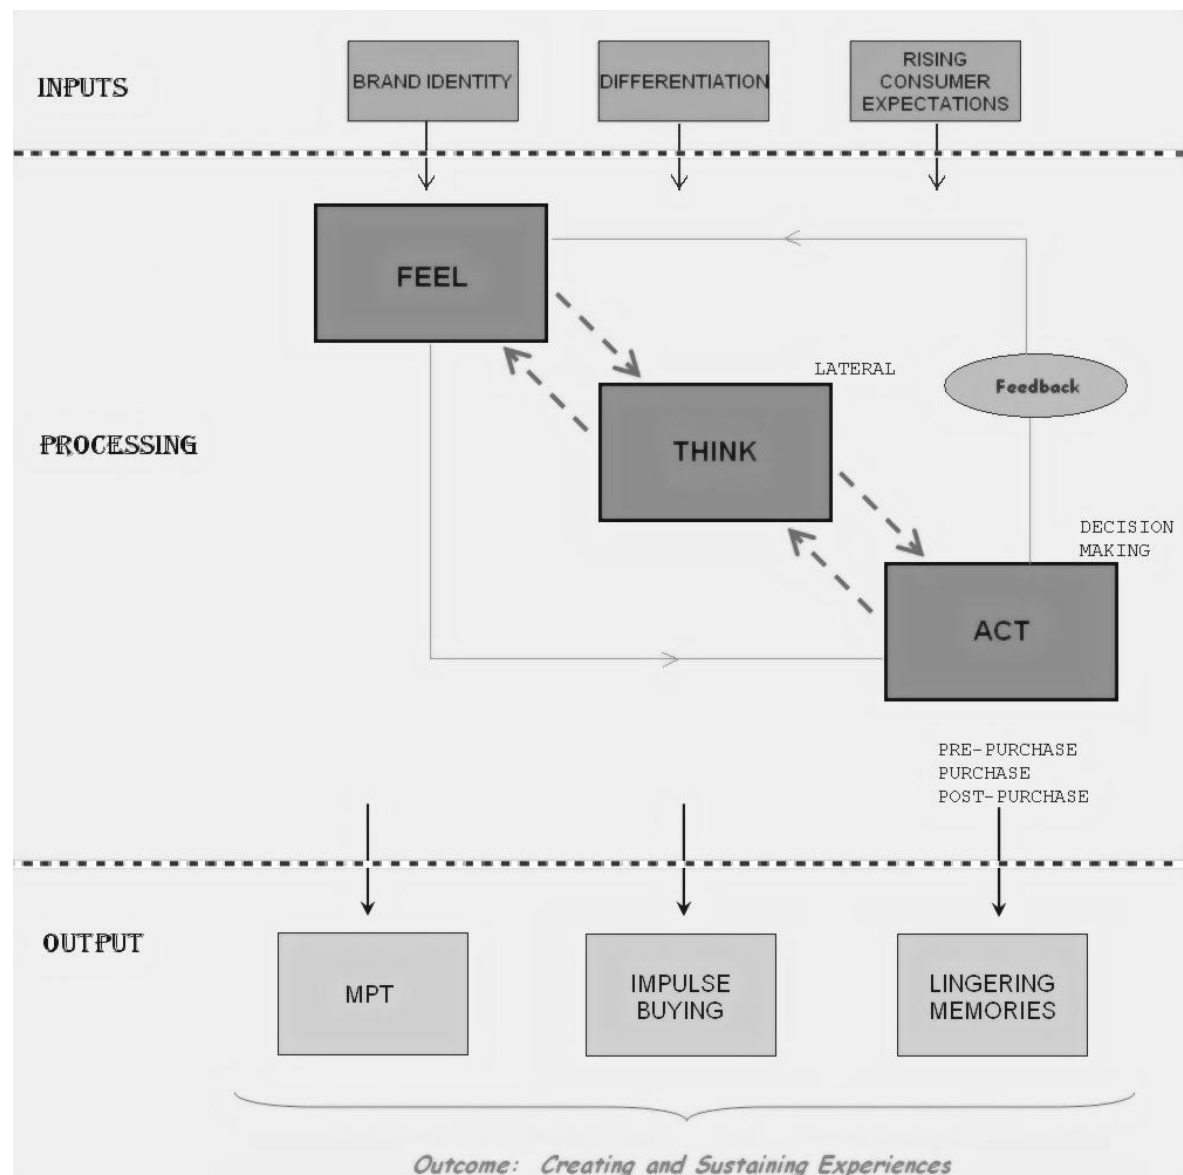 INPUTS
BRAND IDENTITY
DIFFERENTIATION
RISING
CONSUMER
EXPECTATIONS
PROCESSING
FEEL
LATERAL
Feedback
THINK
DECISION
MAKING
ACT
PRE-PURCHASE
PURCHASE
POST-PURCHASE
OUTPUT
MPT
IMPULSE
BUYING
LINGERING
MEMORIES
Outcome: Creating and Sustaining Experiences